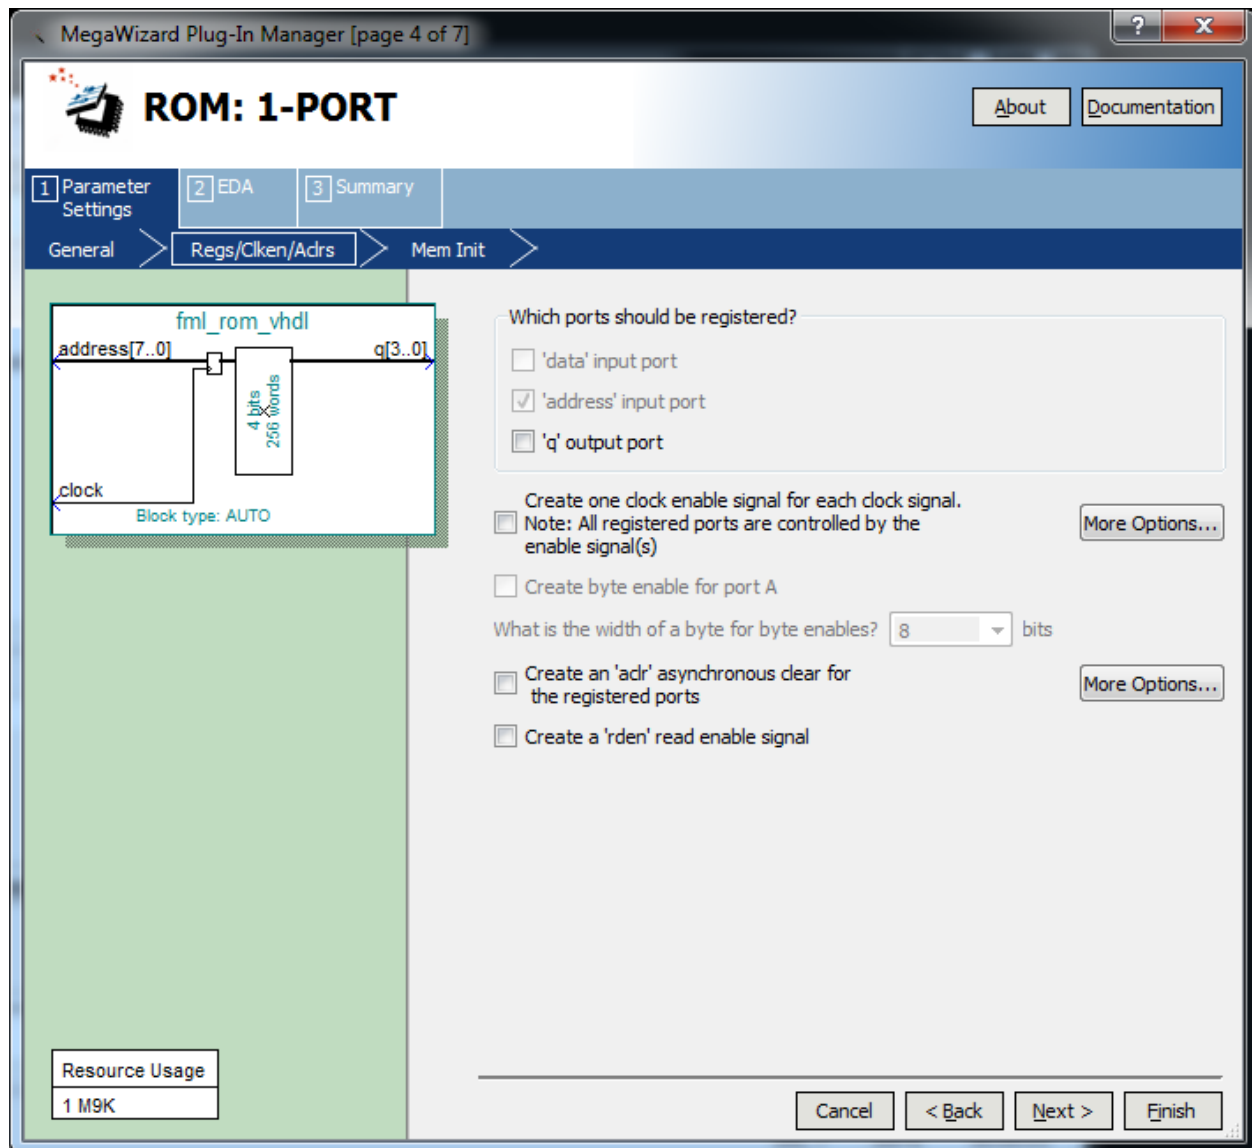 MegaWizard Plug-In Manager [page 4 of 7]
?
X
ROM: 1-PORT
About
Documentation
1 Parameter Settings
2 EDA
3 Summary
General
Regs/Clken/Aclrs
Mem Init
fml_rom_vhdl
address[7..0]
q[3..0]
4 bits
256 words
clock
Block type: AUTO
Which ports should be registered?
'data' input port
'address' input port
'q' output port
Create one clock enable signal for each clock signal.
Note: All registered ports are controlled by the
enable signal(s)
More Options...
Create byte enable for port A
What is the width of a byte for byte enables? 8 bits
Create an 'aclr' asynchronous clear for
the registered ports
More Options...
Create a 'rden' read enable signal
Resource Usage
1 M9K
Cancel
< Back
Next >
Finish